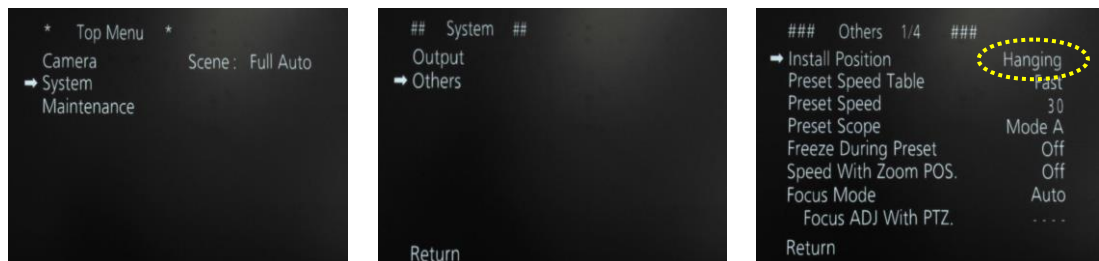 * Top Menu *
Camera Scene : Full Auto
➡ System
Maintenance
## System ##
Output
➡ Others
Return
### Others 1/4 ###
➡ Install Position Hanging
Preset Speed Table Fast
Preset Speed 30
Preset Scope Mode A
Freeze During Preset Off
Speed With Zoom POS. Off
Focus Mode Auto
Focus ADJ With PTZ. ----
Return